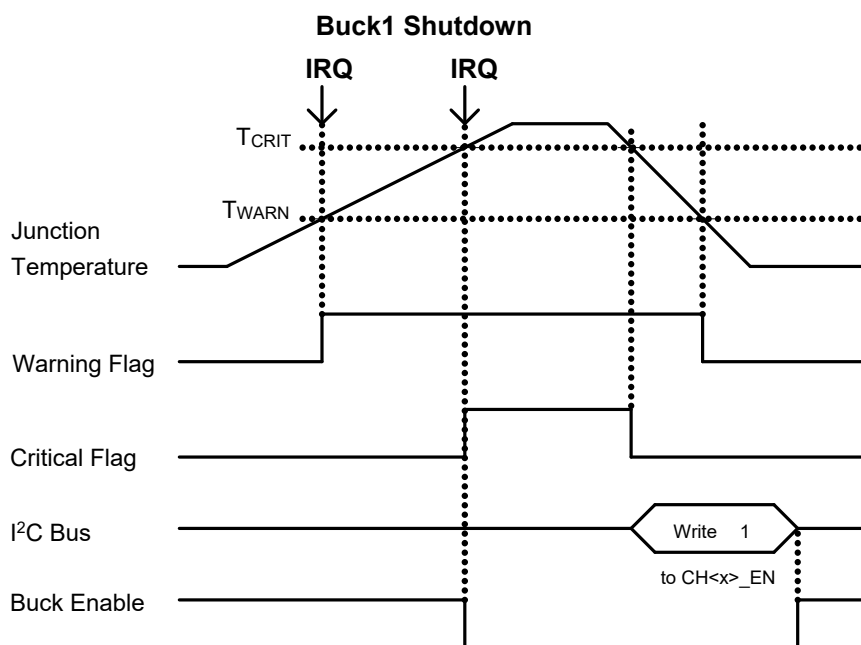 Buck1 Shutdown
IRQ IRQ
TCRIT
TWARN
Junction
Temperature
Warning Flag
Critical Flag
I²C Bus
Write 1
to CH<x>_EN
Buck Enable